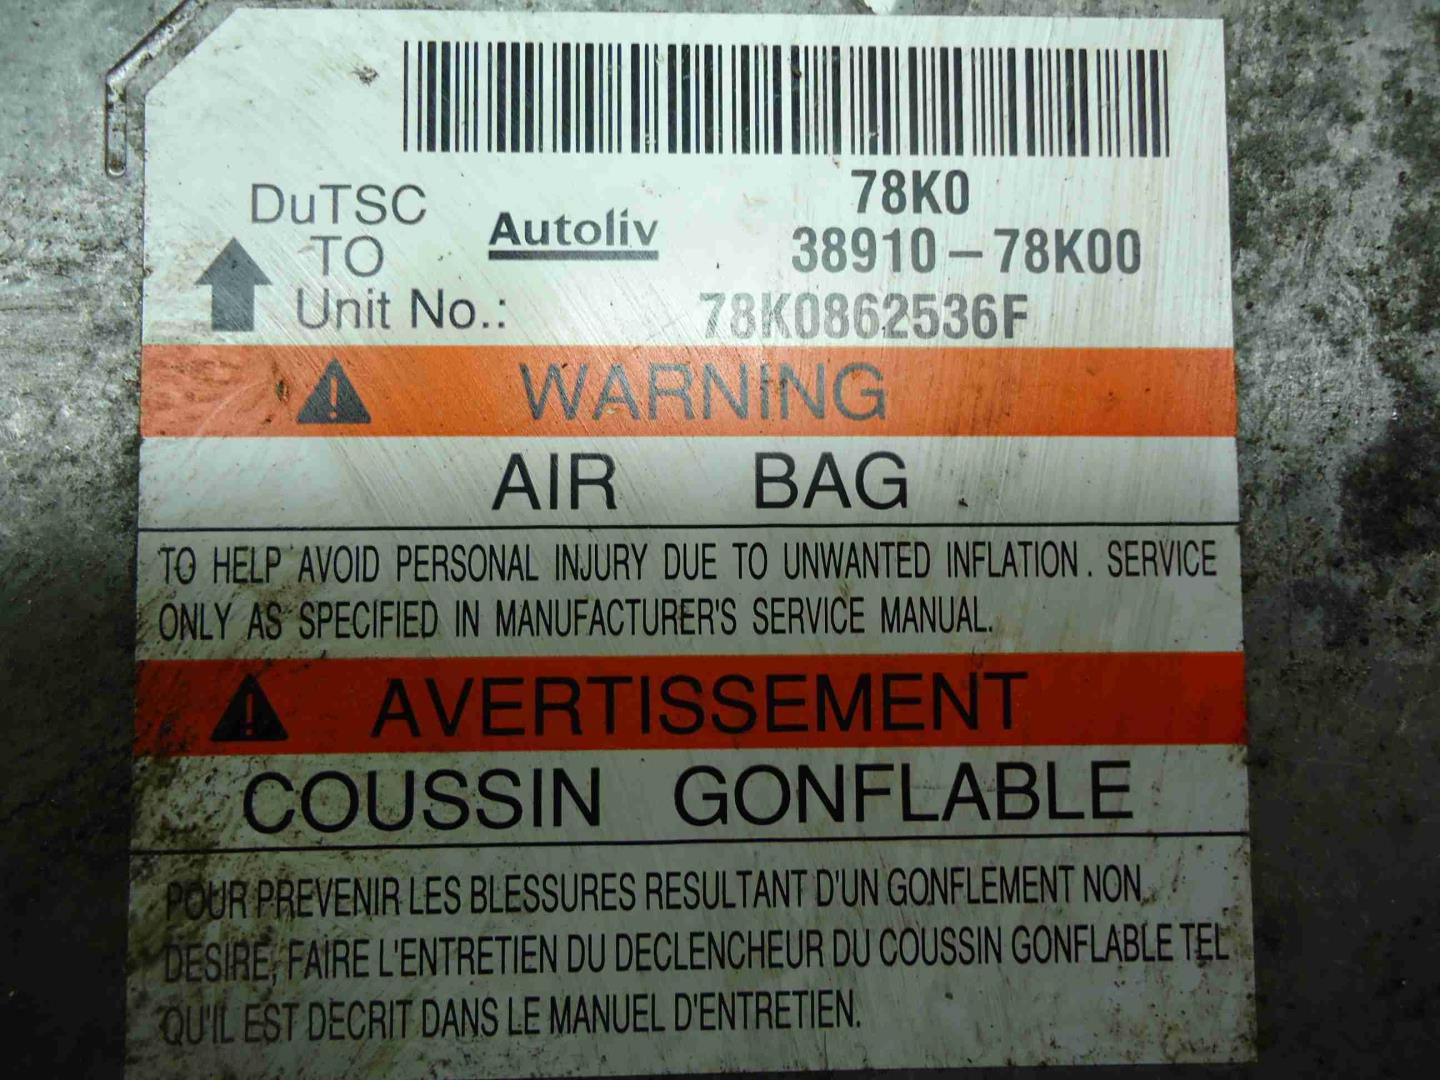 78K0
DuTSC
TO
Autoliv
38910-78K00
Unit No.: 78K0862536F
WARNING
AIR BAG
TO HELP AVOID PERSONAL INJURY DUE TO UNWANTED INFLATION. SERVICE
ONLY AS SPECIFIED IN MANUFACTURER'S SERVICE MANUAL.
AVERTISSEMENT
COUSSIN GONFLABLE
POUR PREVENIR LES BLESSURES RESULTANT D'UN GONFLEMENT NON
DESIRE, FAIRE L'ENTRETIEN DU DECLENCHEUR DU COUSSIN GONFLABLE TEL
QU'IL EST DECRIT DANS LE MANUEL D'ENTRETIEN.